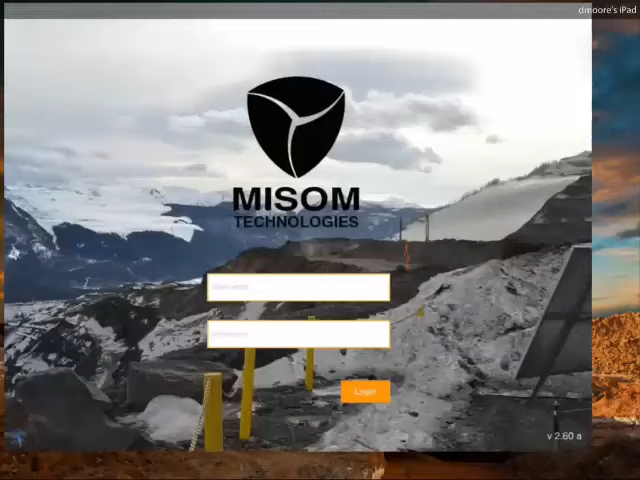 dmoore's iPad
MISOM
TECHNOLOGIES
Login
v 2.60 a